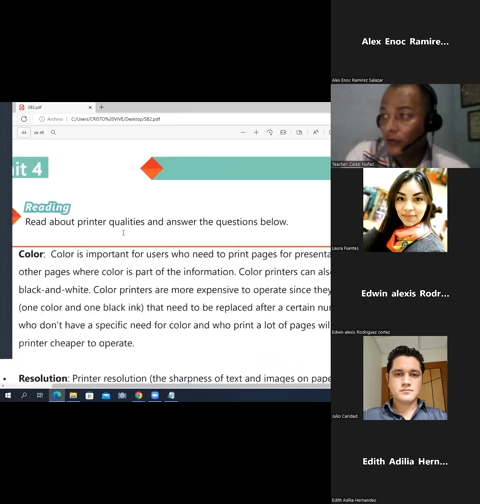 SB2.pdf
Archivo
C:/Users/CRISTO%20VIVE/Desktop/SB2.pdf
44
de 48
it 4
Reading
Read about printer qualities and answer the questions below.
Color: Color is important for users who need to print pages for presenta
other pages where color is part of the information. Color printers can also
black-and-white. Color printers are more expensive to operate since they
(one color and one black ink) that need to be replaced after a certain nu
who don't have a specific need for color and who print a lot of pages wil
printer cheaper to operate.
• Resolution: Printer resolution (the sharpness of text and images on pape
Alex Enoc Ramire...
Alex Enoc Ramirez Salazar
Teacher: Caleb Nuñez
Laura Fuentes
Edwin alexis Rodr...
Edwin alexis Rodriguez cortez
Julio Caridad
Edith Adilia Hern...
Edith Adilia Hernandez